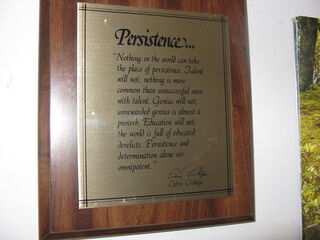 Persistence...
"Nothing in the world can take
the place of persistence. Talent
will not; nothing is more
common than unsuccessful men
with talent. Genius will not;
unrewarded genius is almost a
proverb. Education will not;
the world is full of educated
derelicts. Persistence and
determination alone are
omnipotent."
Calvin Coolidge